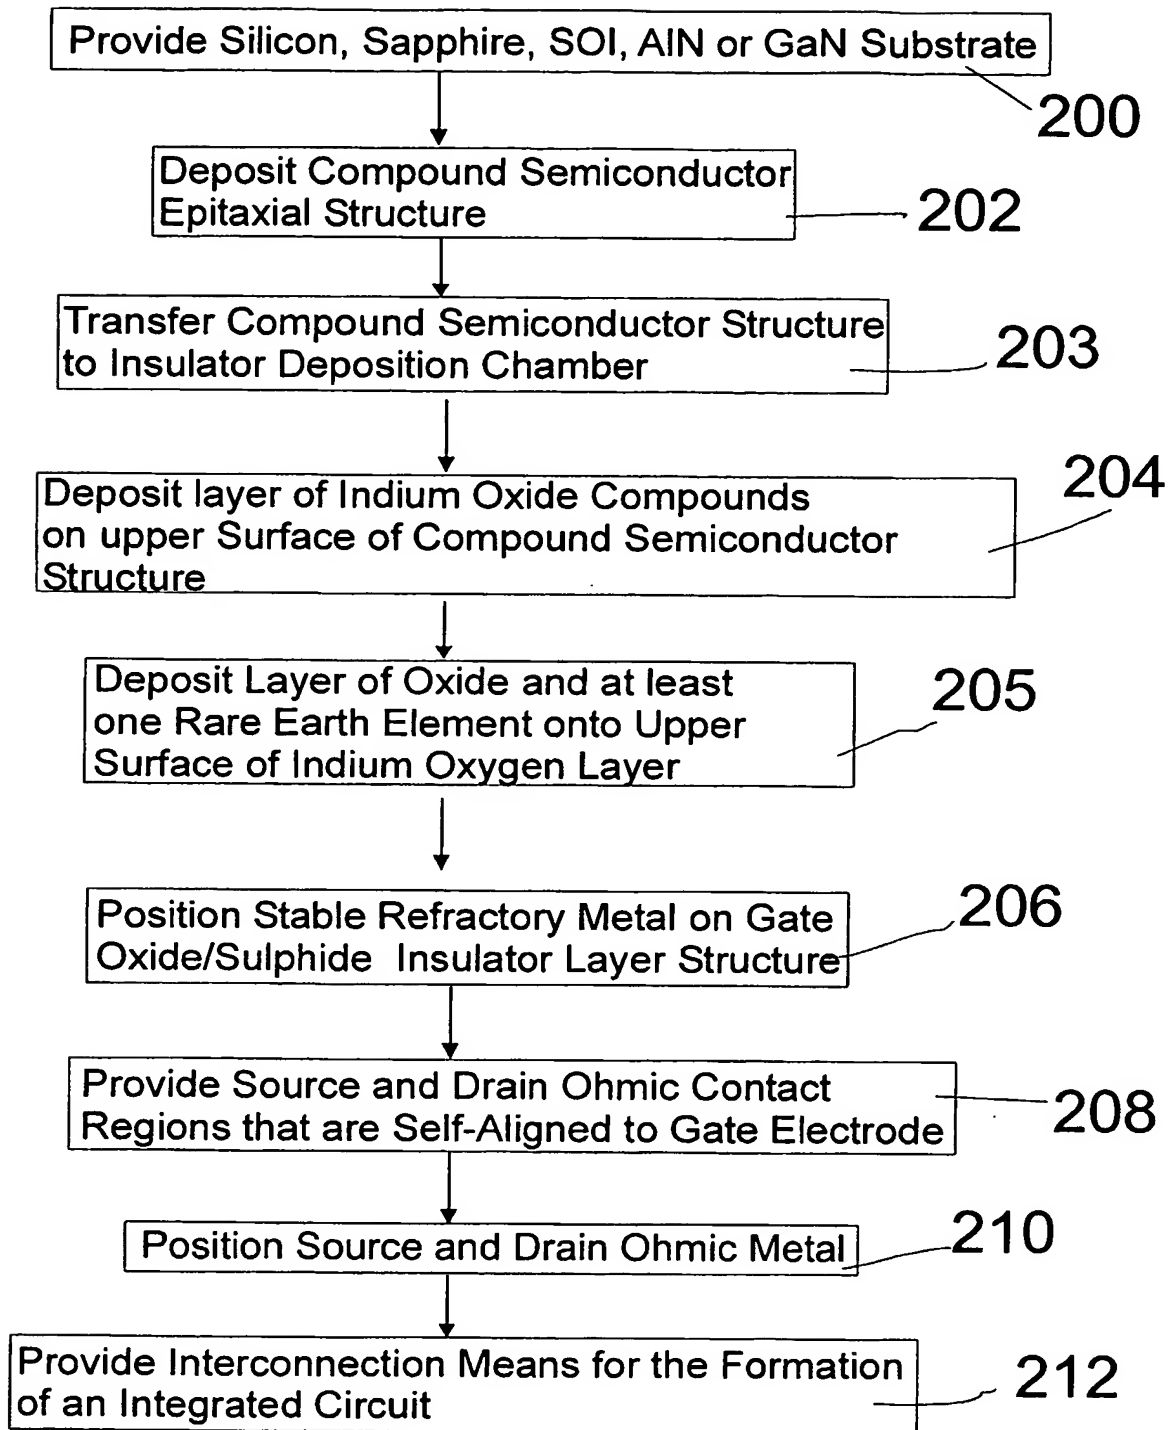 Provide Silicon, Sapphire, SOI, AlN or GaN Substrate
200
Deposit Compound Semiconductor
Epitaxial Structure
202
Transfer Compound Semiconductor Structure
to Insulator Deposition Chamber
203
Deposit layer of Indium Oxide Compounds
on upper Surface of Compound Semiconductor
Structure
204
Deposit Layer of Oxide and at least
one Rare Earth Element onto Upper
Surface of Indium Oxygen Layer
205
Position Stable Refractory Metal on Gate
Oxide/Sulphide Insulator Layer Structure
206
Provide Source and Drain Ohmic Contact
Regions that are Self-Aligned to Gate Electrode
208
Position Source and Drain Ohmic Metal
210
Provide Interconnection Means for the Formation
of an Integrated Circuit
212